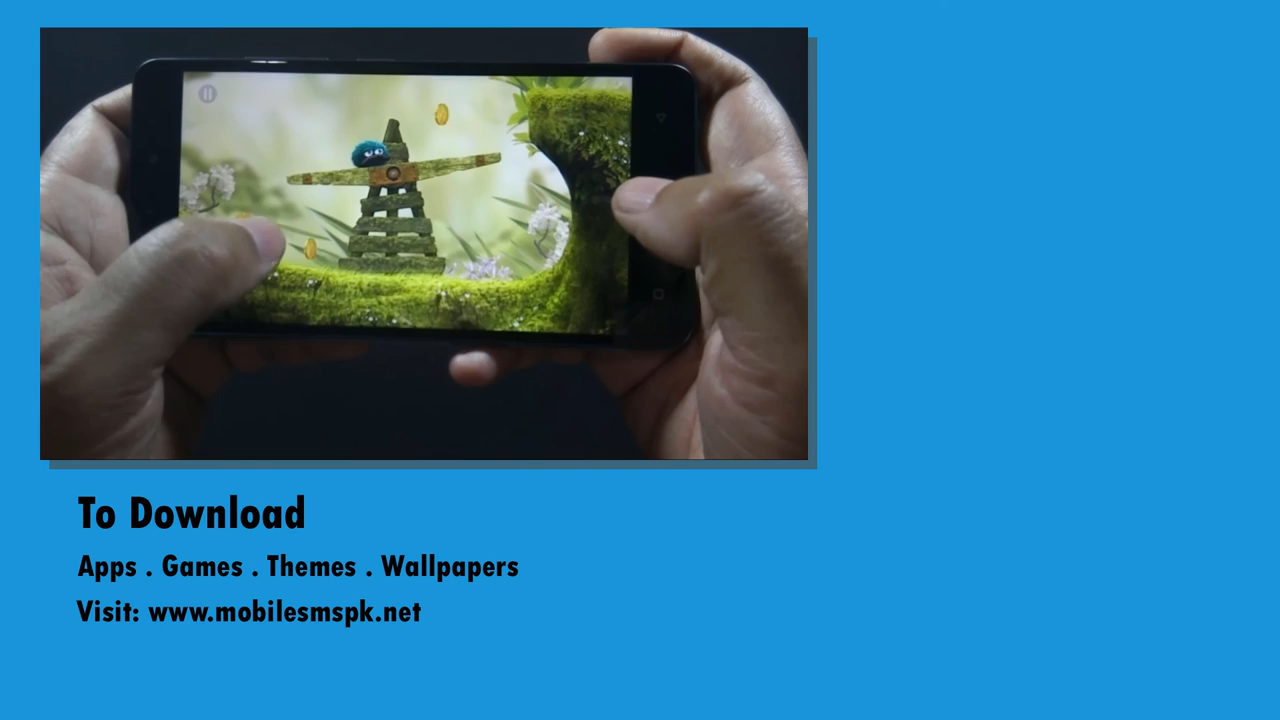 To Download
Apps . Games . Themes . Wallpapers
Visit: www.mobilesmspk.net